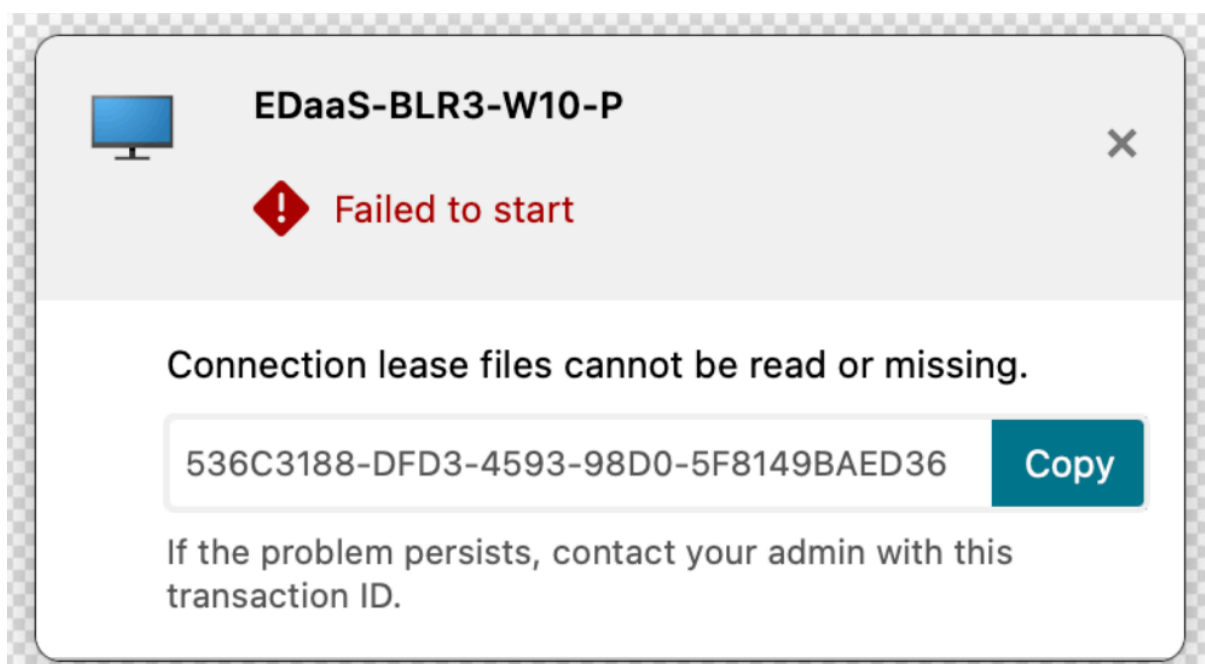 EDaaS-BLR3-W10-P
Failed to start
Connection lease files cannot be read or missing.
536C3188-DFD3-4593-98D0-5F8149BAED36
Copy
If the problem persists, contact your admin with this
transaction ID.